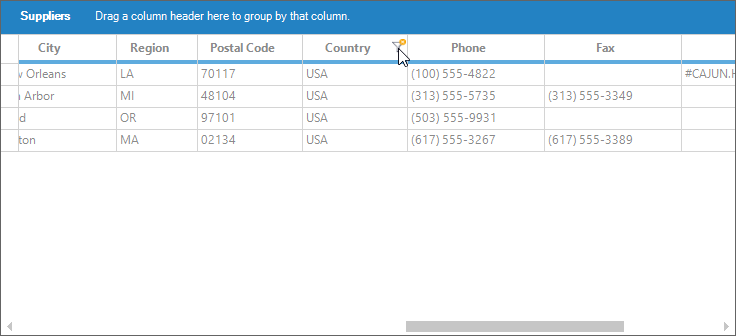 Suppliers Drag a column header here to group by that column.
City Region Postal Code Country Phone Fax
w Orleans LA 70117 USA (100) 555-4822 #CAJUN.H
Arbor MI 48104 USA (313) 555-5735 (313) 555-3349
d OR 97101 USA (503) 555-9931
ton MA 02134 USA (617) 555-3267 (617) 555-3389